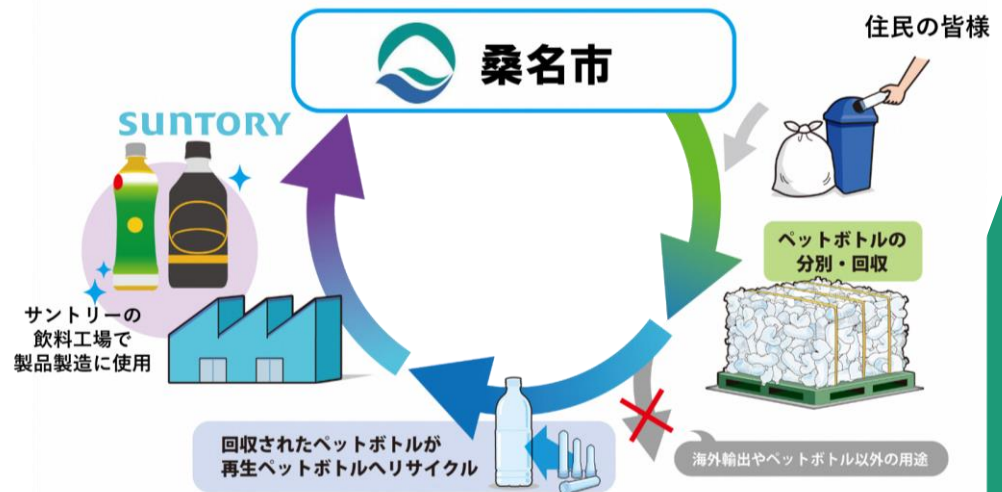 桑名市
住民の皆様
SUNTORY
ペットボトルの
分別・回収
サントリーの
飲料工場で
製品製造に使用
回収されたペットボトルが
再生ペットボトルへリサイクル
海外輸出やペットボトル以外の用途